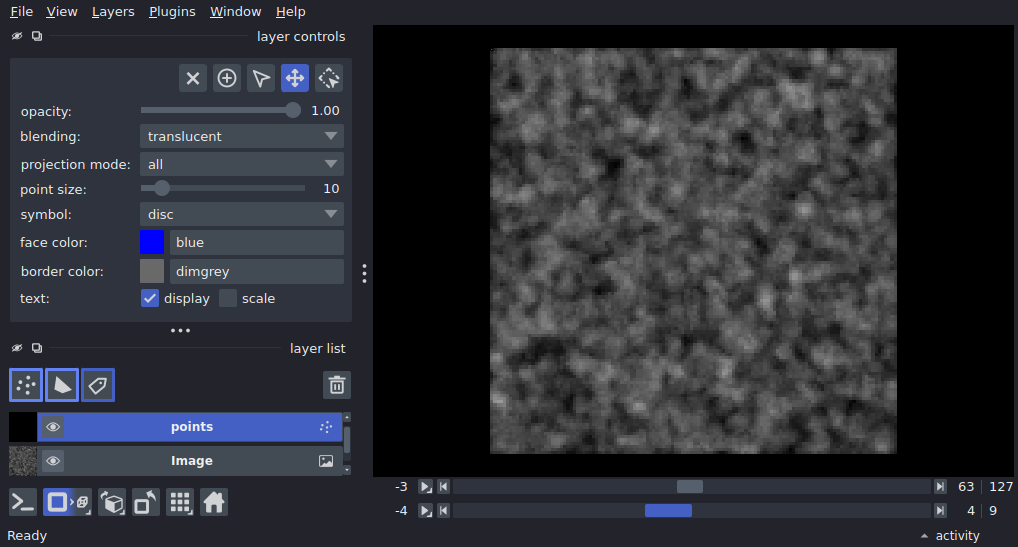 File View Layers Plugins Window Help
layer controls
opacity: 1.00
blending: translucent
projection mode: all
point size: 10
symbol: disc
face color: blue
border color: dimgrey
text: display scale
layer list
points
Image
-3 63 127
-4 4 9
Ready activity